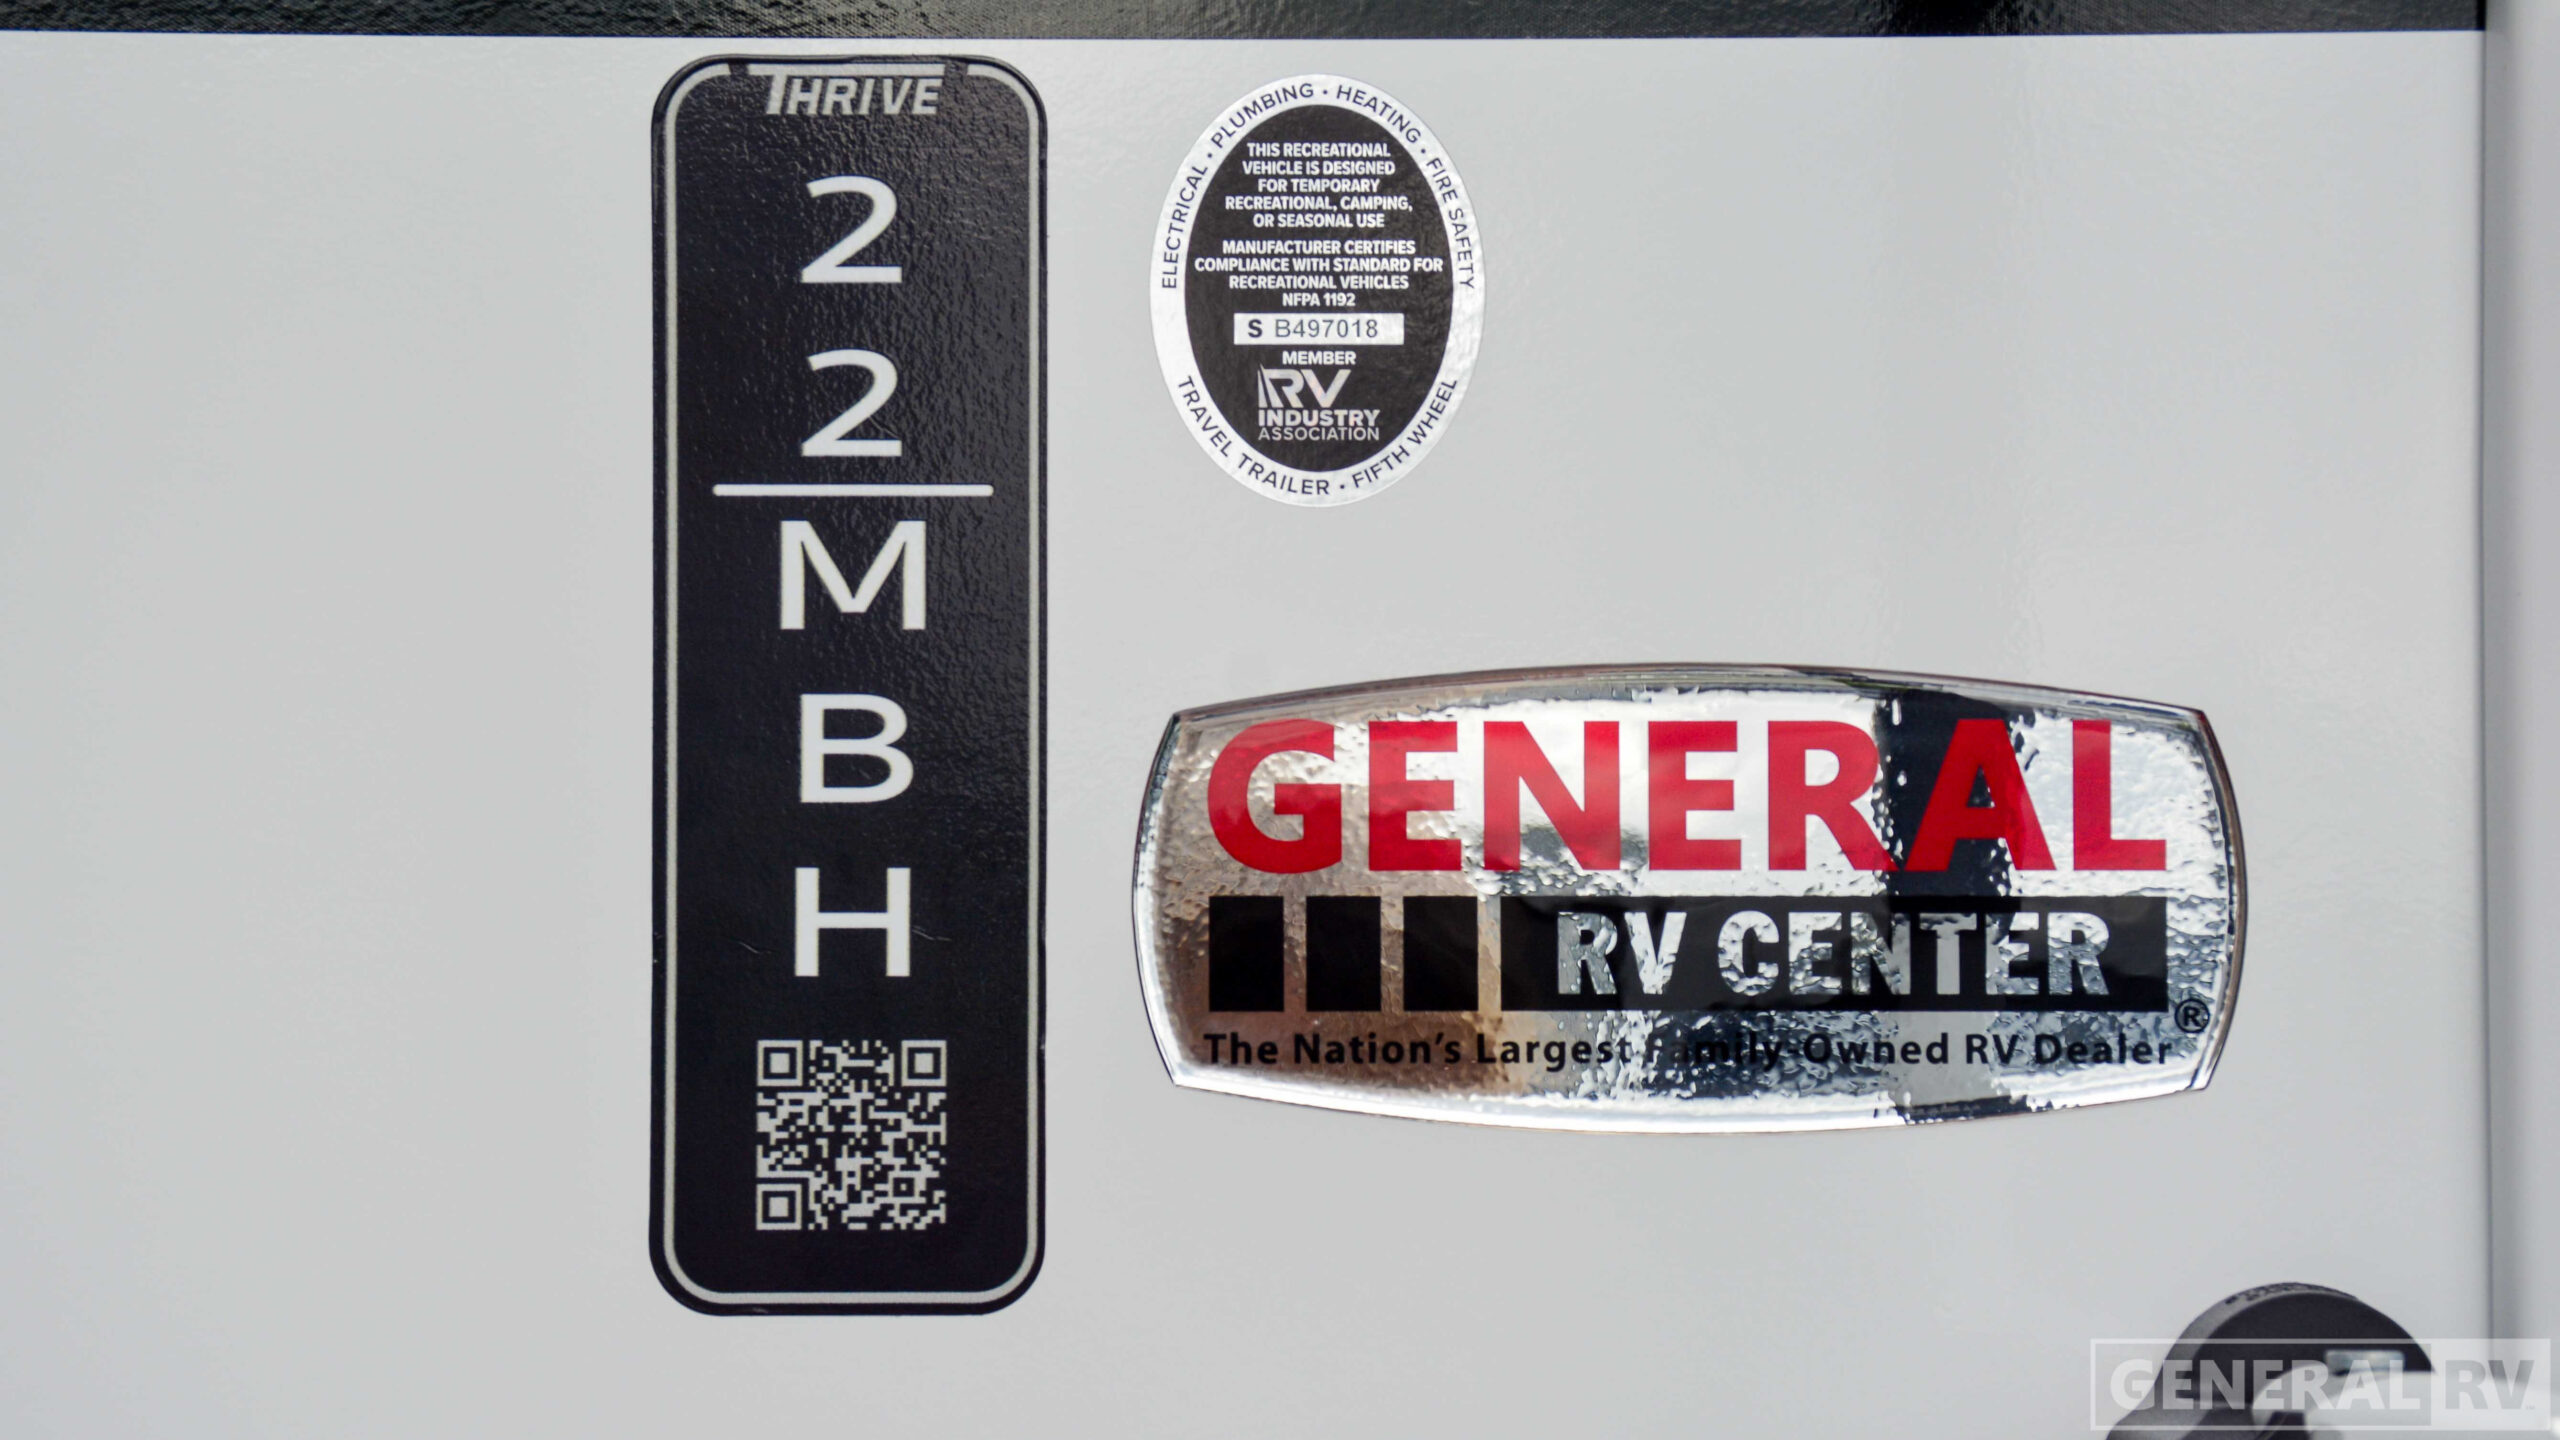 THRIVE
2
2
M
B
H
ELECTRICAL • PLUMBING • HEATING • FIRE SAFETY
THIS RECREATIONAL
VEHICLE IS DESIGNED
FOR TEMPORARY
RECREATIONAL, CAMPING,
OR SEASONAL USE
MANUFACTURER CERTIFIES
COMPLIANCE WITH STANDARD FOR
RECREATIONAL VEHICLES
NFPA 1192
S B497018
MEMBER
RV
INDUSTRY
ASSOCIATION
TRAVEL TRAILER • FIFTH WHEEL
GENERAL
RV CENTER
®
The Nation's Largest Family-Owned RV Dealer
GENERAL RV